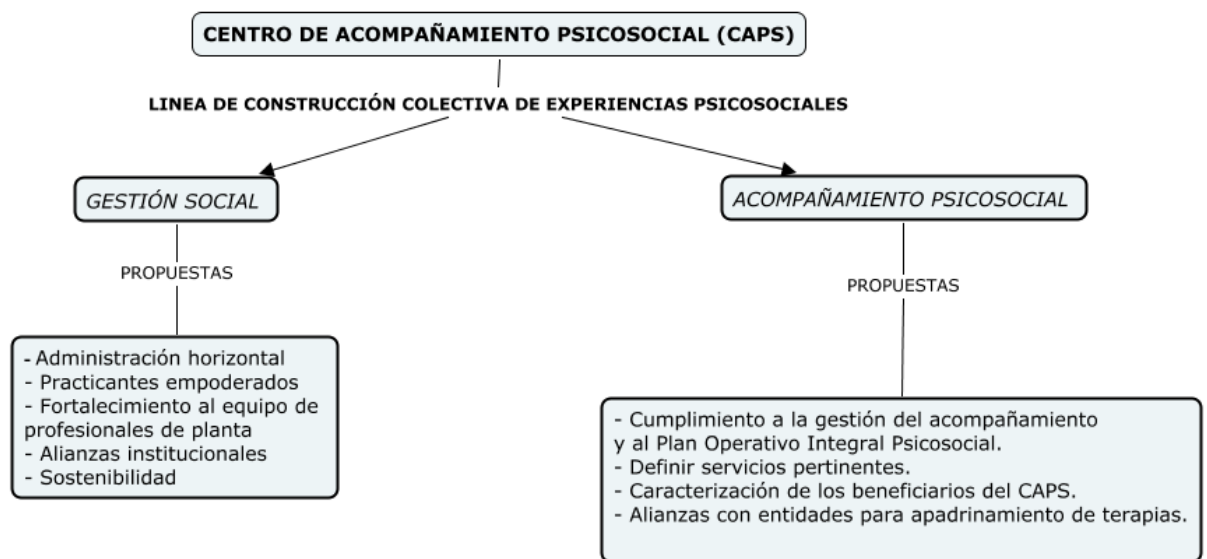 CENTRO DE ACOMPAÑAMIENTO PSICOSOCIAL (CAPS)
LINEA DE CONSTRUCCIÓN COLECTIVA DE EXPERIENCIAS PSICOSOCIALES
GESTIÓN SOCIAL
PROPUESTAS
- Administración horizontal
- Practicantes empoderados
- Fortalecimiento al equipo de
profesionales de planta
- Alianzas institucionales
- Sostenibilidad
ACOMPAÑAMIENTO PSICOSOCIAL
PROPUESTAS
- Cumplimiento a la gestión del acompañamiento
y al Plan Operativo Integral Psicosocial.
- Definir servicios pertinentes.
- Caracterización de los beneficiarios del CAPS.
- Alianzas con entidades para apadrinamiento de terapias.